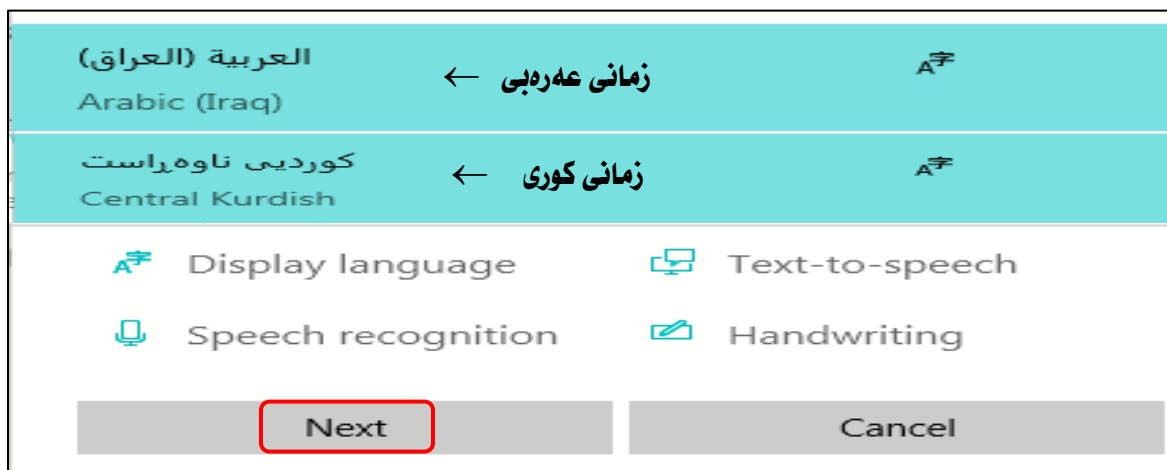 العربية (العراق)
زمانی عەرەبی ←
Arabic (Iraq)
کوردیی ناوەڕاست
زمانی کوری ←
Central Kurdish
Display language
Text-to-speech
Speech recognition
Handwriting
Next
Cancel